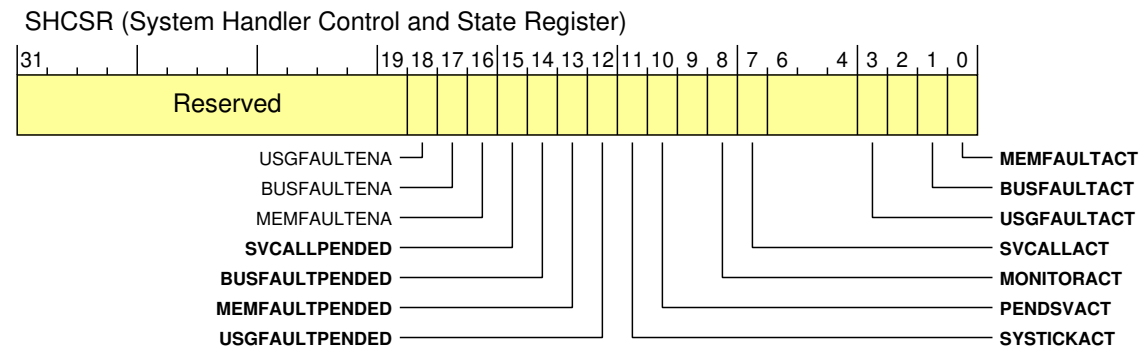 SHCSR (System Handler Control and State Register)
31 19 18 17 16 15 14 13 12 11 10 9 8 7 6 4 3 2 1 0
Reserved
USGFAULTENA MEMFAULTACT
BUSFAULTENA BUSFAULTACT
MEMFAULTENA USGFAULTACT
SVCALLPENDED SVCALLACT
BUSFAULTPENDED MONITORACT
MEMFAULTPENDED PENDSVACT
USGFAULTPENDED SYSTICKACT